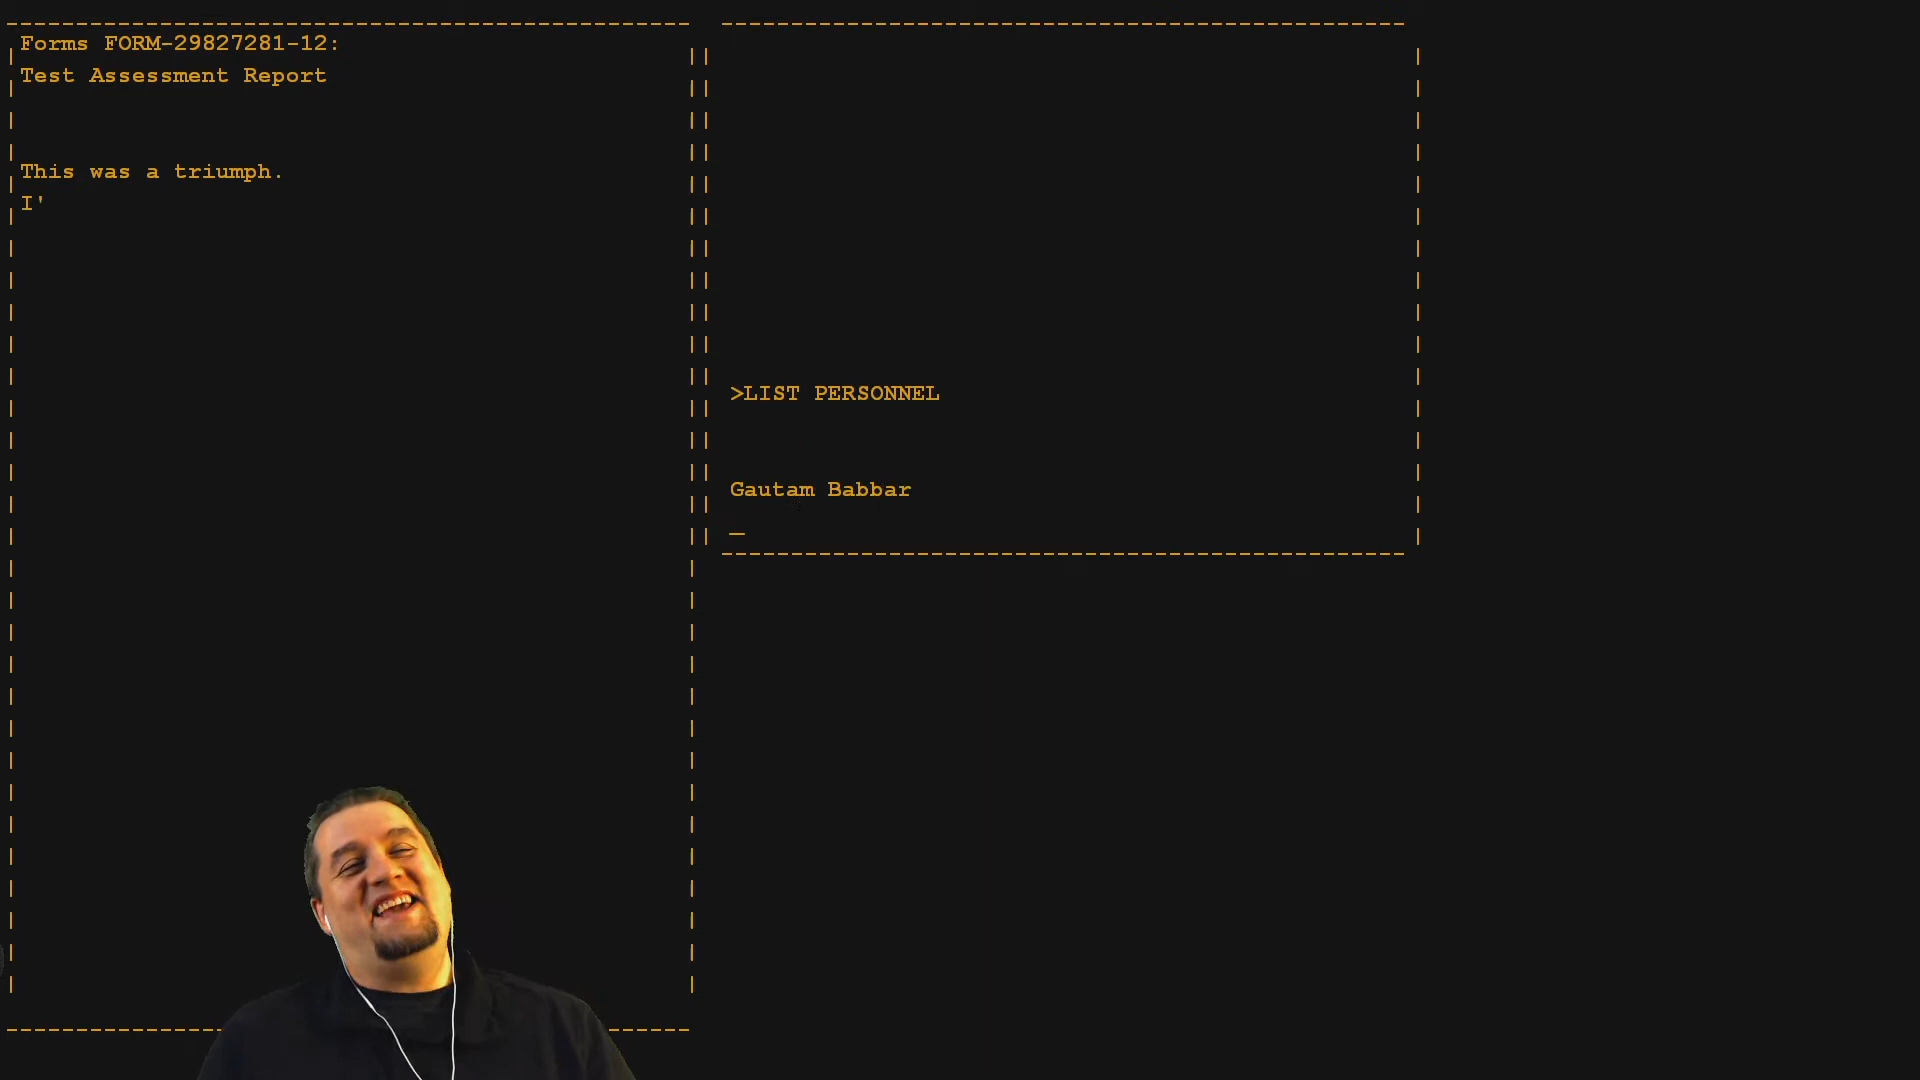 Forms FORM-29827281-12:
Test Assessment Report
This was a triumph.
I'
>LIST PERSONNEL
Gautam Babbar
_